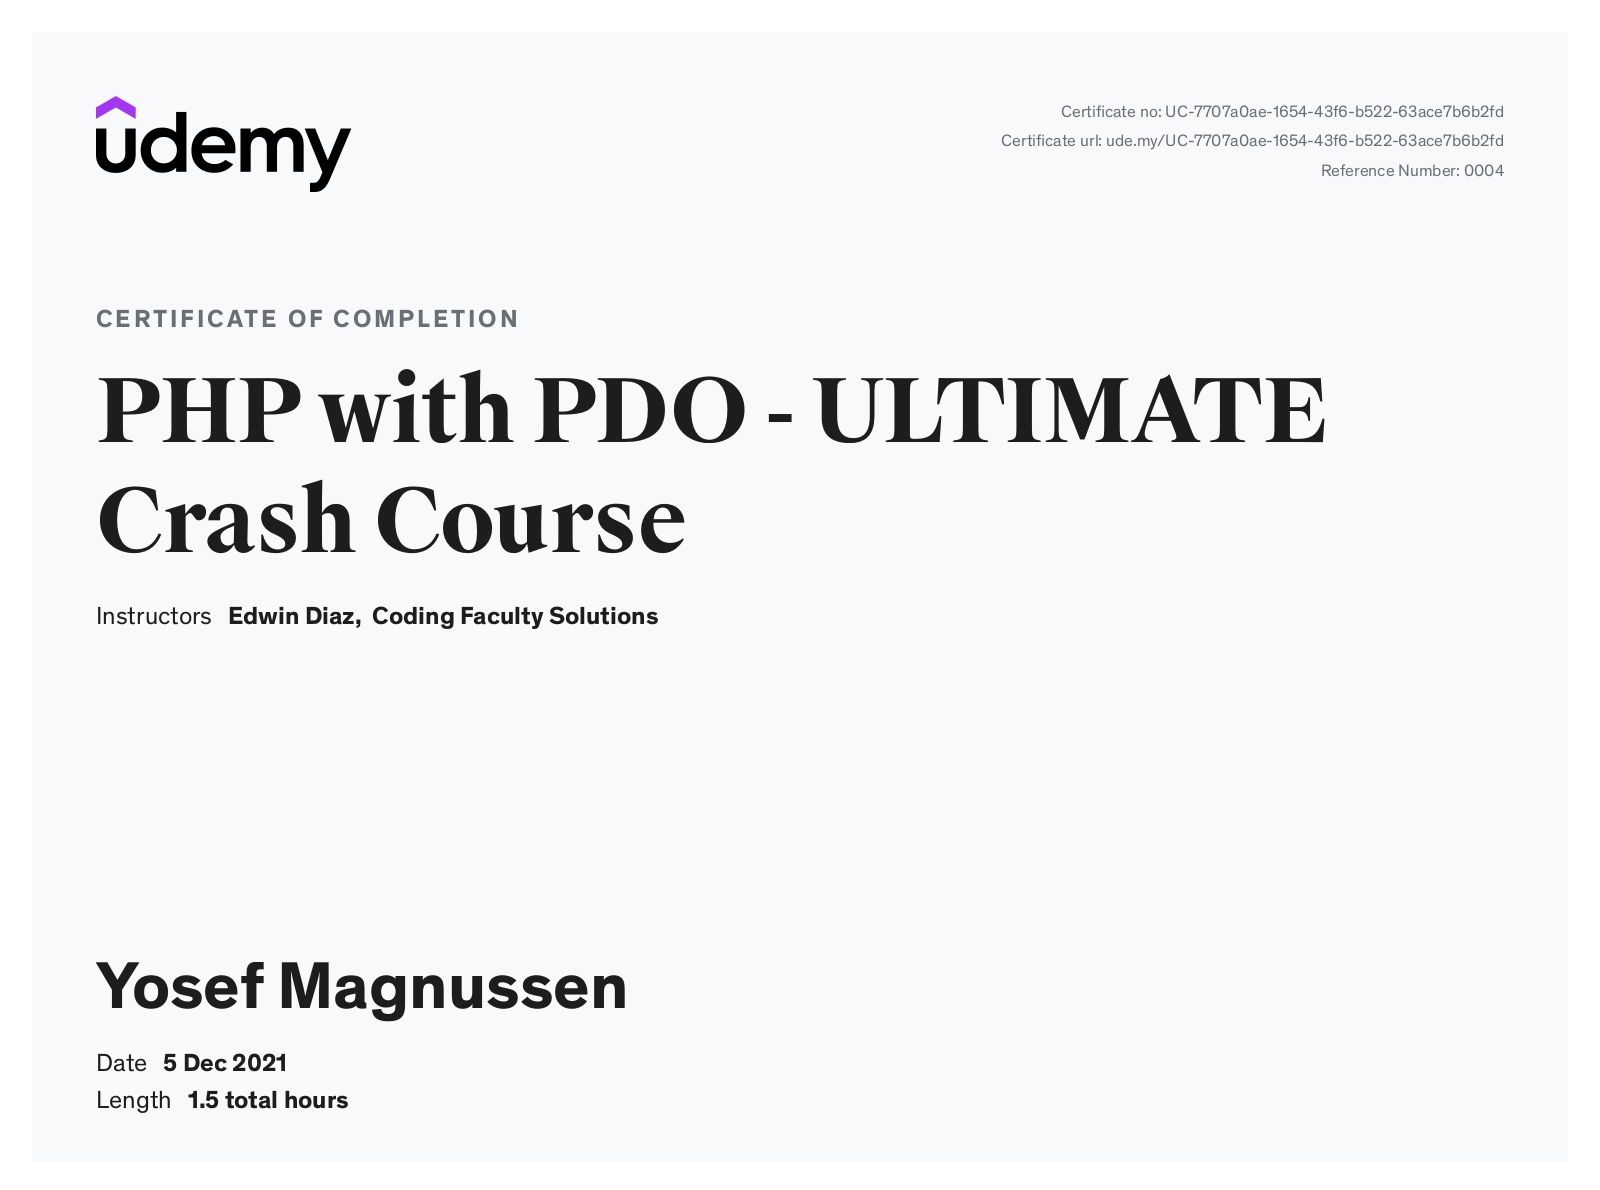 udemy
Certificate no: UC-7707a0ae-1654-43f6-b522-63ace7b6b2fd
Certificate url: ude.my/UC-7707a0ae-1654-43f6-b522-63ace7b6b2fd
Reference Number: 0004
CERTIFICATE OF COMPLETION
PHP with PDO - ULTIMATE
Crash Course
Instructors Edwin Diaz, Coding Faculty Solutions
Yosef Magnussen
Date 5 Dec 2021
Length 1.5 total hours